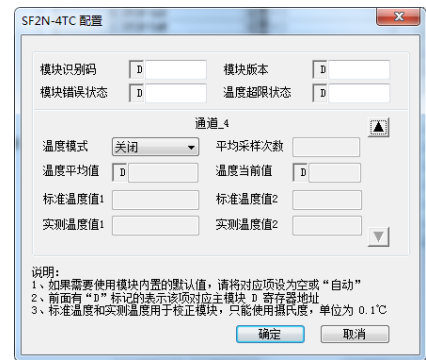 SF2N-4TC 配置
模块识别码 D 模块版本 D
模块错误状态 D 温度超限状态 D
通道_4
温度模式 关闭 平均采样次数
温度平均值 D 温度当前值 D
标准温度值1 标准温度值2
实测温度值1 实测温度值2
说明:
1、如果需要使用模块内置的默认值，请将对应项设为空或“自动”
2、前面有“D”标记的表示该项对应主模块 D 寄存器地址
3、标准温度和实测温度用于校正模块，只能使用摄氏度，单位为 0.1℃
确定 取消